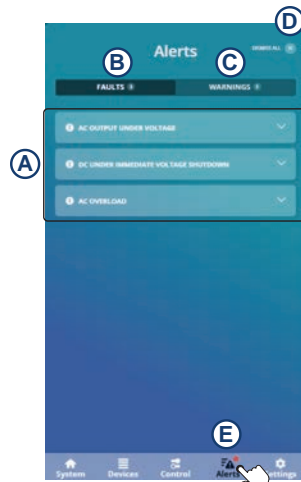 D
Alerts
DISMISS ALL
B
C
FAULTS
WARNINGS
A
AC OUTPUT UNDER VOLTAGE
DC UNDER IMMEDIATE VOLTAGE SHUTDOWN
AC OVERLOAD
E
System Devices Control Alerts Settings